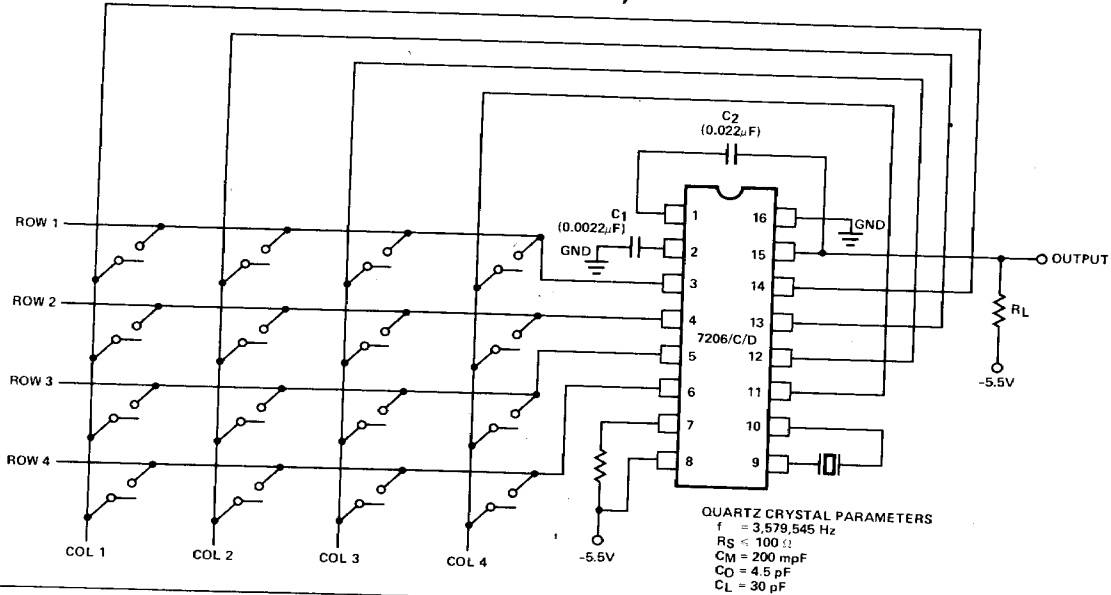 C2
(0.022μF)
C1
(0.0022μF)
GND
GND
ROW 1
ROW 2
ROW 3
ROW 4
COL 1
COL 2
COL 3
COL 4
1
2
3
4
5
6
7
8
16
15
14
13
12
11
10
9
7206/C/D
OUTPUT
RL
-5.5V
-5.5V
QUARTZ CRYSTAL PARAMETERS
f = 3,579,545 Hz
RS ≤ 100 Ω
CM = 200 mpF
CO = 4.5 pF
CL = 30 pF